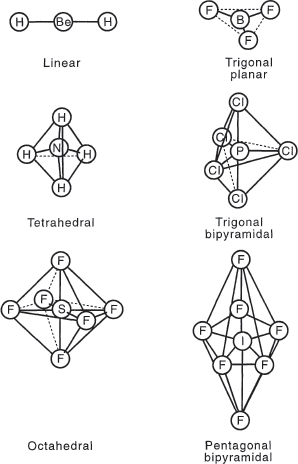 H Be H
F B F
F
Linear
Trigonal
planar
H
H N H
H
Cl
Cl P Cl
Cl
Cl
Tetrahedral
Trigonal
bipyramidal
F
F F S F
F
F
F
F
F I F
F F
F
Octahedral
Pentagonal
bipyramidal